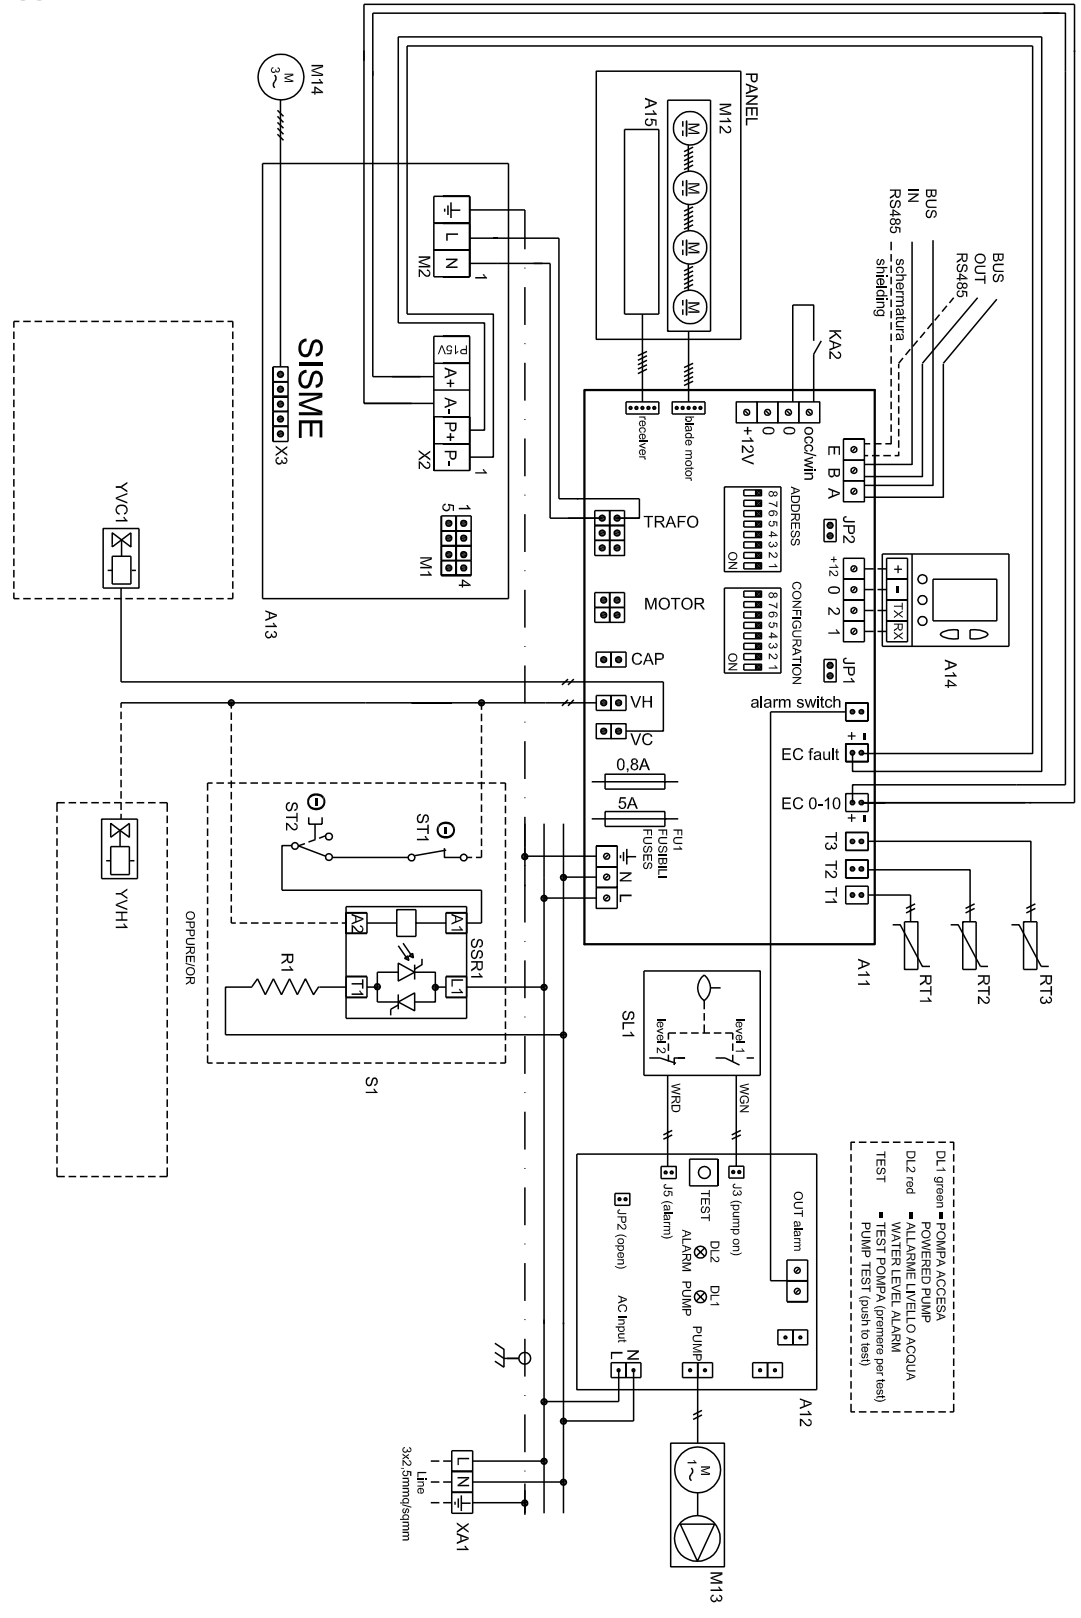 M14
M
3~
PANEL
M12
A15
M
M
M
M
BUS
IN
RS485
schermatura
shielding
BUS
OUT
RS485
KA2
M2
L
N
1
SISME
X3
P15V
A+
A-
P+
P-
X2
1
1
5
M1
4
A13
receiver
blade motor
+12V
0
0
occ/win
E
B
A
TRAFO
ADDRESS
8 7 6 5 4 3 2 1
ON
JP2
+12
0
2
1
+
-
TX
RX
A14
MOTOR
CONFIGURATION
8 7 6 5 4 3 2 1
ON
JP1
CAP
VH
VC
alarm switch
+ -
EC fault
EC 0-10
+ -
0,8A
5A
FU1
FUSIBILI
FUSES
T3
T2
T1
N
L
A11
RT1
RT2
RT3
YVC1
YVH1
OPPURE/OR
ST2
ST1
A2
A1
SSR1
T1
L1
R1
S1
SL1
level 1
level 2
WRD
WGN
DL1 green = POMPA ACCESA
POWERED PUMP
DL2 red = ALLARME LIVELLO ACQUA
WATER LEVEL ALARM
TEST = TEST POMPA (premere per test)
PUMP TEST (push to test)
OUT alarm
J3 (pump on)
TEST
J5 (alarm)
JP2 (open)
DL2
ALARM
DL1
PUMP
AC Input
L
N
PUMP
A12
M
1~
M13
L
N
XA1
Line
3x2,5mmq/sqmm